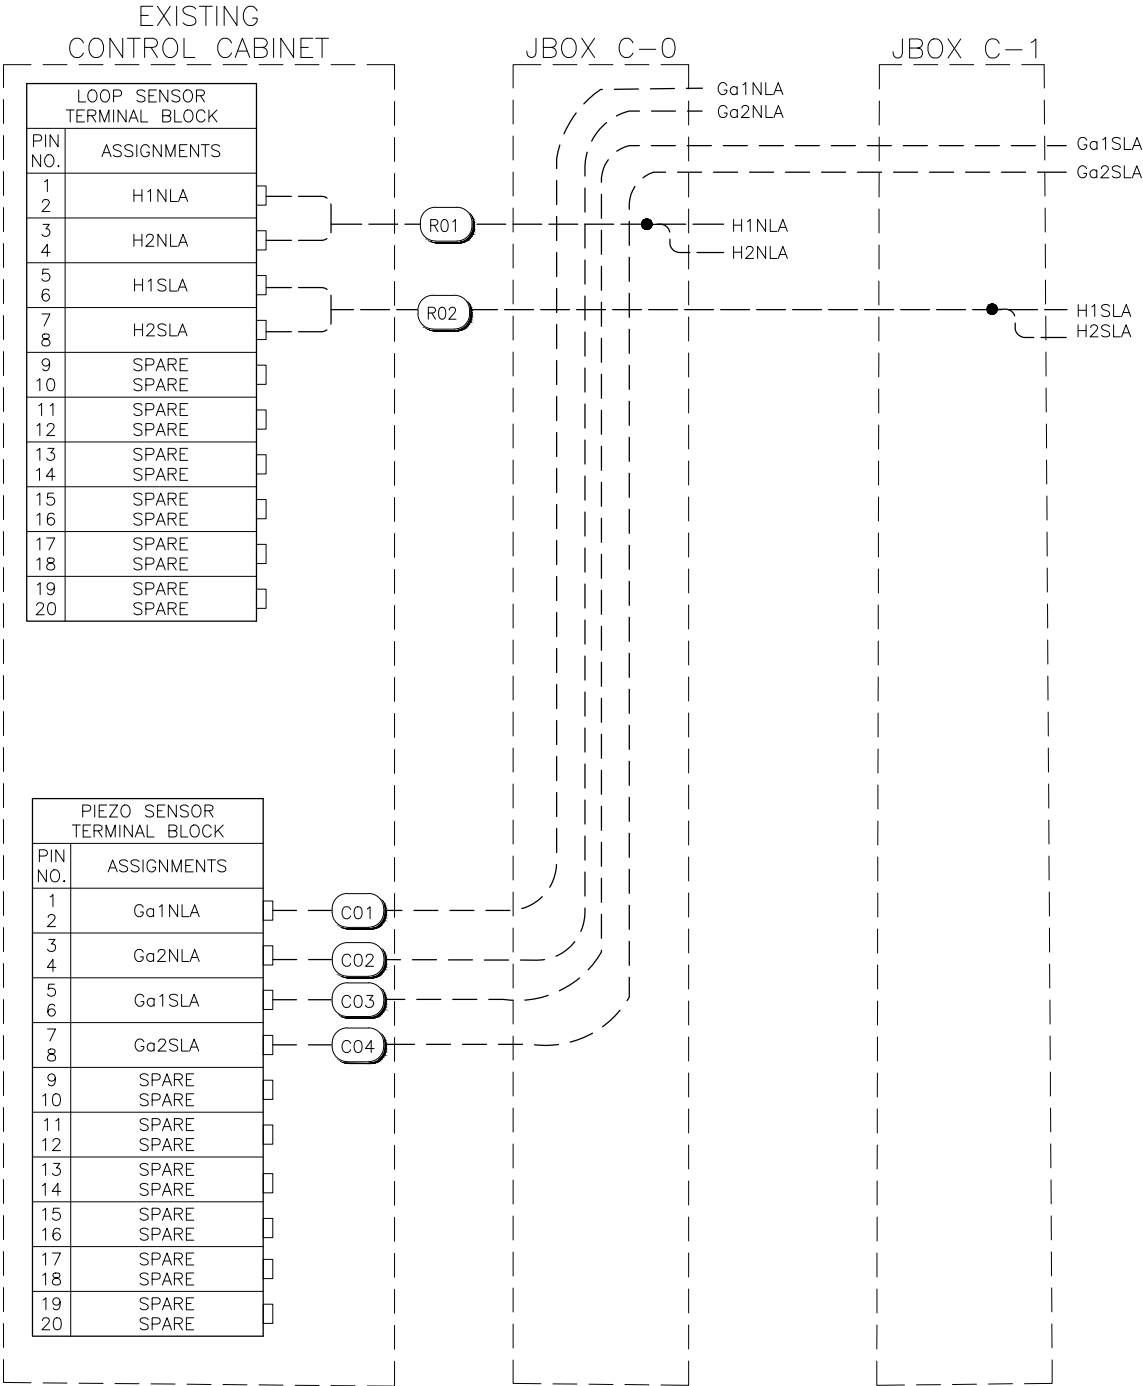 EXISTING
CONTROL CABINET
JBOX C-0
JBOX C-1
LOOP SENSOR
TERMINAL BLOCK
PIN
NO.
ASSIGNMENTS
1
2
H1NLA
3
4
H2NLA
5
6
H1SLA
7
8
H2SLA
9 SPARE
10 SPARE
11 SPARE
12 SPARE
13 SPARE
14 SPARE
15 SPARE
16 SPARE
17 SPARE
18 SPARE
19 SPARE
20 SPARE
R01
R02
Ga1NLA
Ga2NLA
Ga1SLA
Ga2SLA
H1NLA
H2NLA
H1SLA
H2SLA
PIEZO SENSOR
TERMINAL BLOCK
PIN
NO.
ASSIGNMENTS
1
2
Ga1NLA
3
4
Ga2NLA
5
6
Ga1SLA
7
8
Ga2SLA
9 SPARE
10 SPARE
11 SPARE
12 SPARE
13 SPARE
14 SPARE
15 SPARE
16 SPARE
17 SPARE
18 SPARE
19 SPARE
20 SPARE
C01
C02
C03
C04